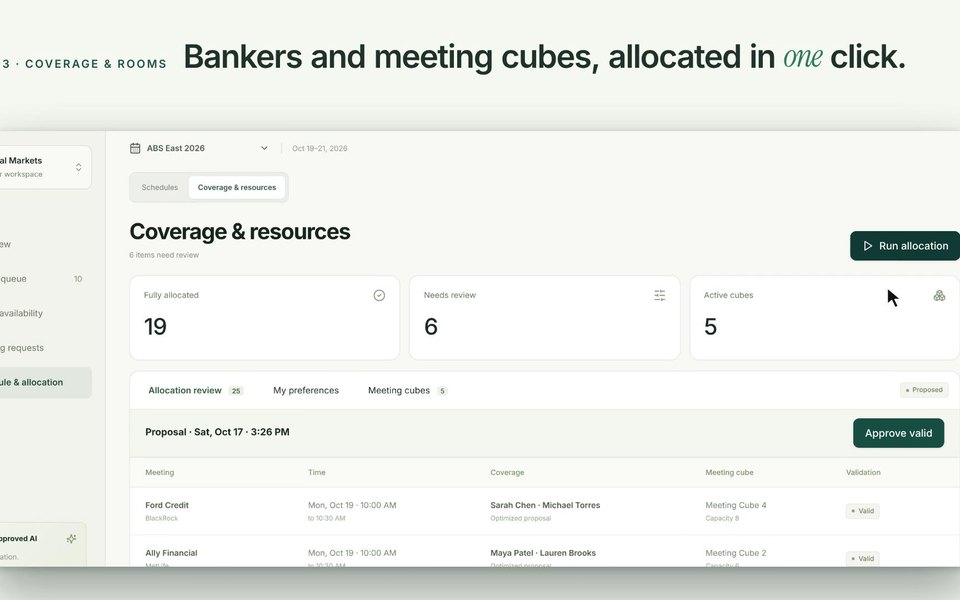 3 · COVERAGE & ROOMS Bankers and meeting cubes, allocated in one click.
al Markets
workspace
ABS East 2026 Oct 19–21, 2026
Schedules Coverage & resources
Coverage & resources
6 items need review
Run allocation
queue 10
availability
requests
& allocation
Fully allocated
19
Needs review
6
Active cubes
5
Allocation review 25 My preferences Meeting cubes 5 Proposed
Proposal · Sat, Oct 17 · 3:26 PM Approve valid
Meeting Time Coverage Meeting cube Validation
Ford Credit Mon, Oct 19 · 10:00 AM Sarah Chen · Michael Torres Meeting Cube 4 Valid
BlackRock to 10:30 AM Optimized proposal Capacity 8
Ally Financial Mon, Oct 19 · 10:00 AM Maya Patel · Lauren Brooks Meeting Cube 2 Valid
MetLife to 10:30 AM Optimized proposal Capacity 6
AI